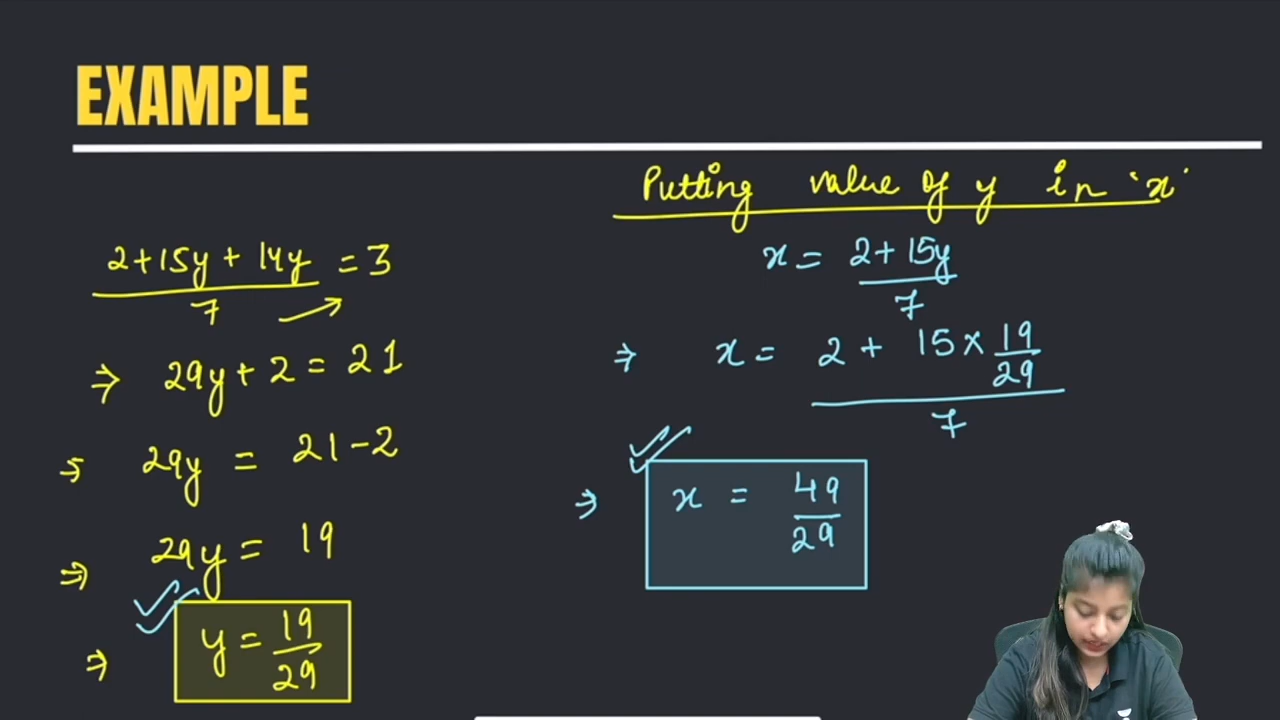 EXAMPLE
2+15y + 14y = 3
7
⇒ 29y + 2 = 21
⇒ 29y = 21-2
⇒ 29y = 19
⇒ y = 19
29
Putting value of y in 'x'
x = 2+15y
7
⇒ x = 2 + 15 × 19
29
7
⇒ x = 49
29